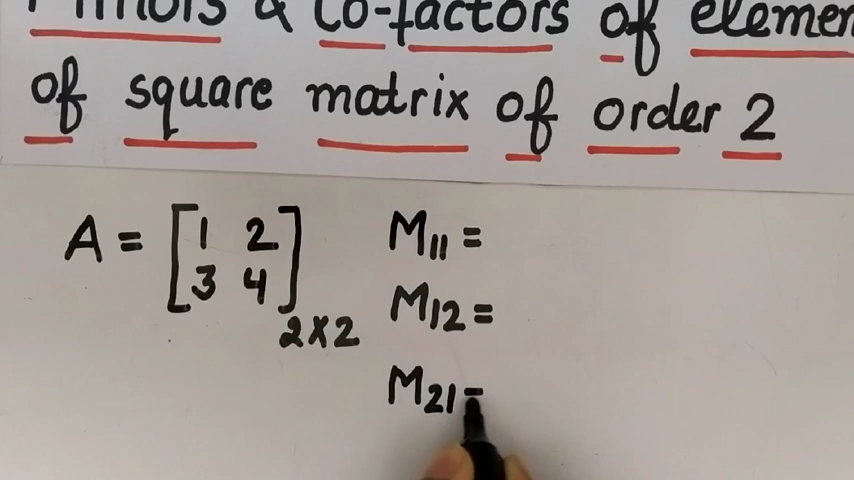 Minors & Co-factors of elemen
of square matrix of order 2
A = [1 2
3 4] 2×2
M11 =
M12 =
M21 =